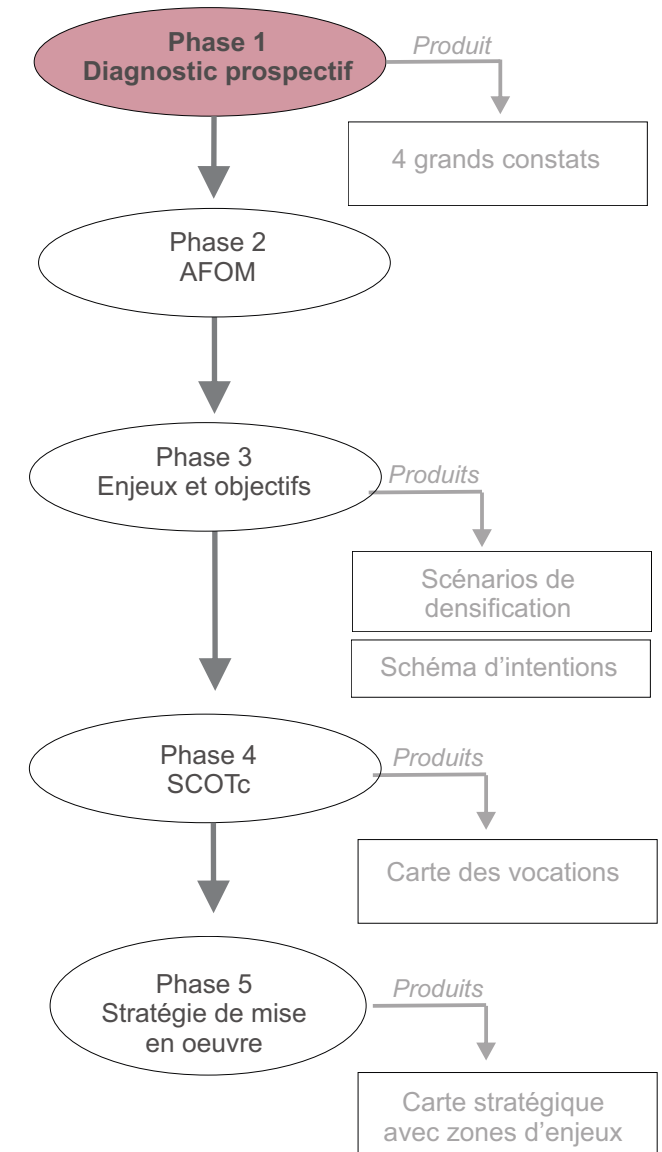 Phase 1
Diagnostic prospectif
Produit
4 grands constats
Phase 2
AFOM
Phase 3
Enjeux et objectifs
Produits
Scénarios de
densification
Schéma d'intentions
Phase 4
SCOTc
Produits
Carte des vocations
Phase 5
Stratégie de mise
en oeuvre
Produits
Carte stratégique
avec zones d'enjeux